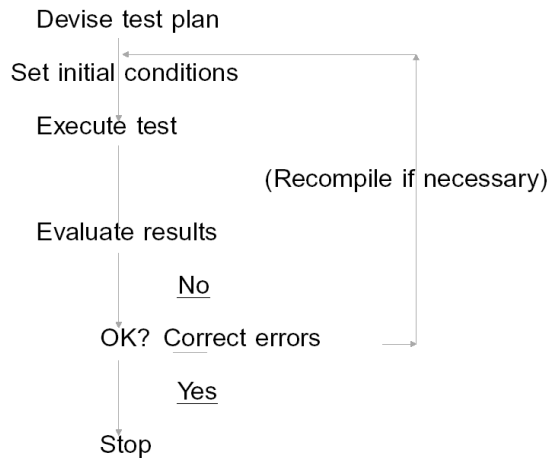 Devise test plan
Set initial conditions
Execute test
(Recompile if necessary)
Evaluate results
No
OK? Correct errors
Yes
Stop